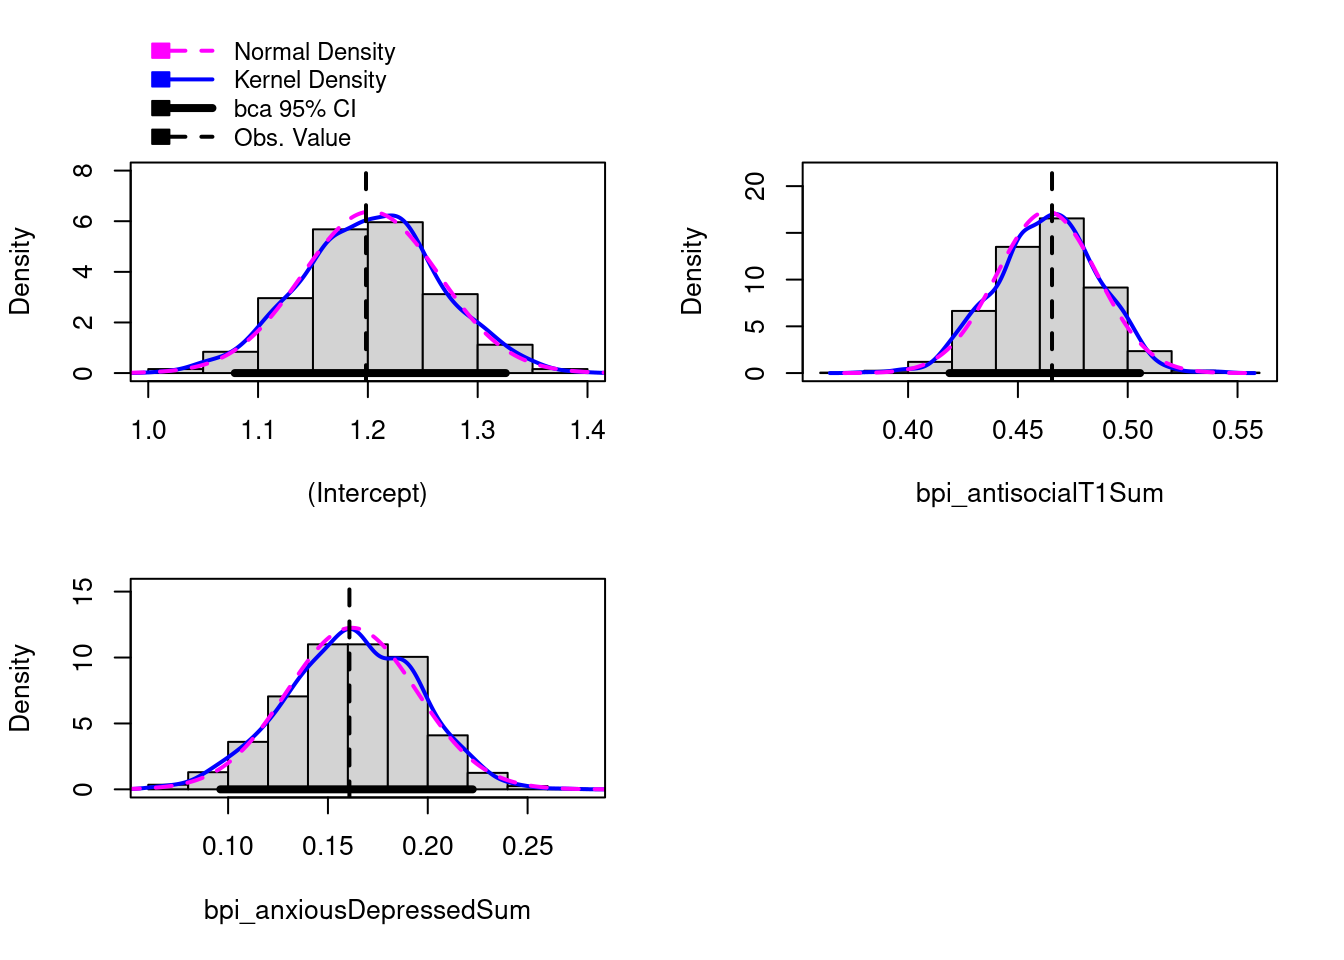 Normal Density
Kernel Density
bca 95% CI
Obs. Value
Density
8
6
4
2
0
1.0 1.1 1.2 1.3 1.4
(Intercept)
Density
20
10
5
0
0.40 0.45 0.50 0.55
bpi_antisocialT1Sum
Density
15
10
5
0
0.10 0.15 0.20 0.25
bpi_anxiousDepressedSum